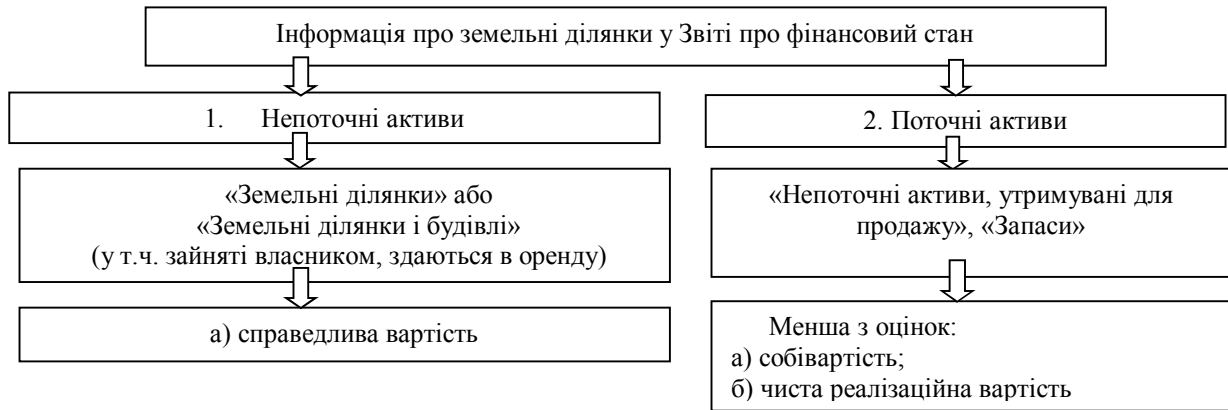 Інформація про земельні ділянки у Звіті про фінансовий стан
1. Непоточні активи
2. Поточні активи
«Земельні ділянки» або
«Земельні ділянки і будівлі»
(у т.ч. зайняті власником, здаються в оренду)
«Непоточні активи, утримувані для
продажу», «Запаси»
а) справедлива вартість
Менша з оцінок:
а) собівартість;
б) чиста реалізаційна вартість